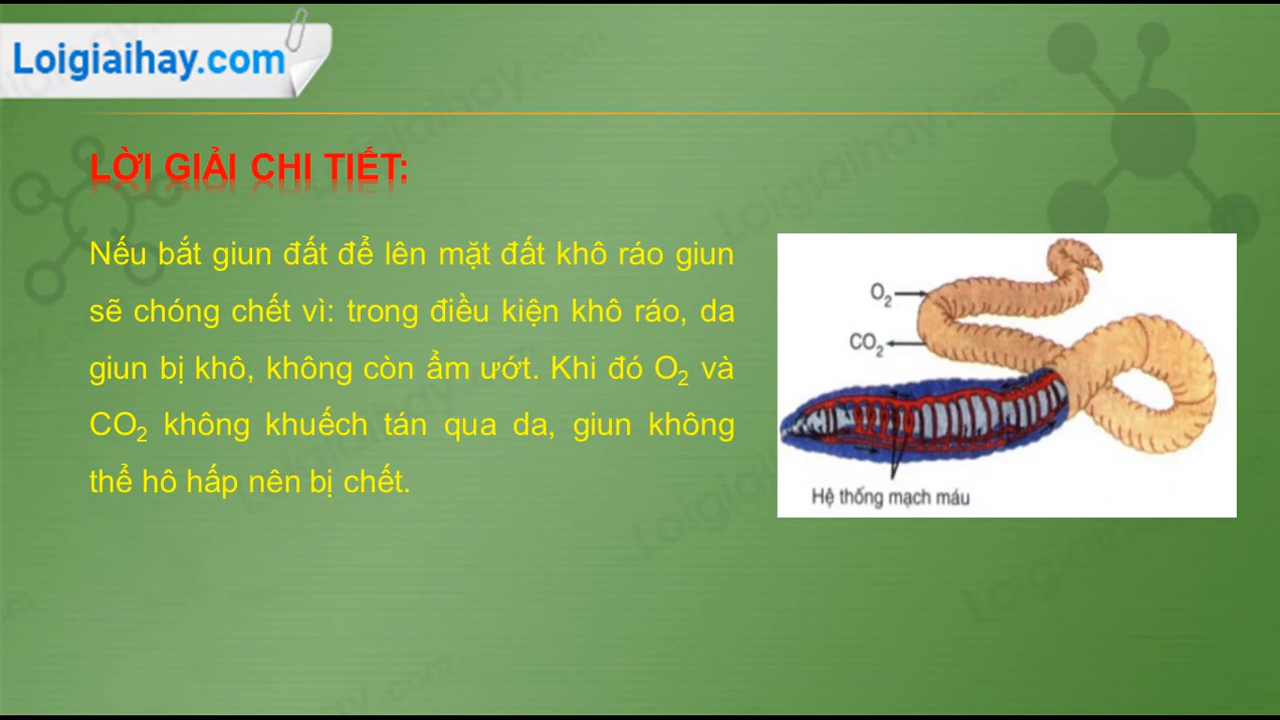 Loigiaihay.com
LỜI GIẢI CHI TIẾT:
Nếu bắt giun đất để lên mặt đất khô ráo giun
sẽ chóng chết vì: trong điều kiện khô ráo, da
giun bị khô, không còn ẩm ướt. Khi đó O₂ và
CO₂ không khuếch tán qua da, giun không
thể hô hấp nên bị chết.
O₂
CO₂
Hệ thống mạch máu